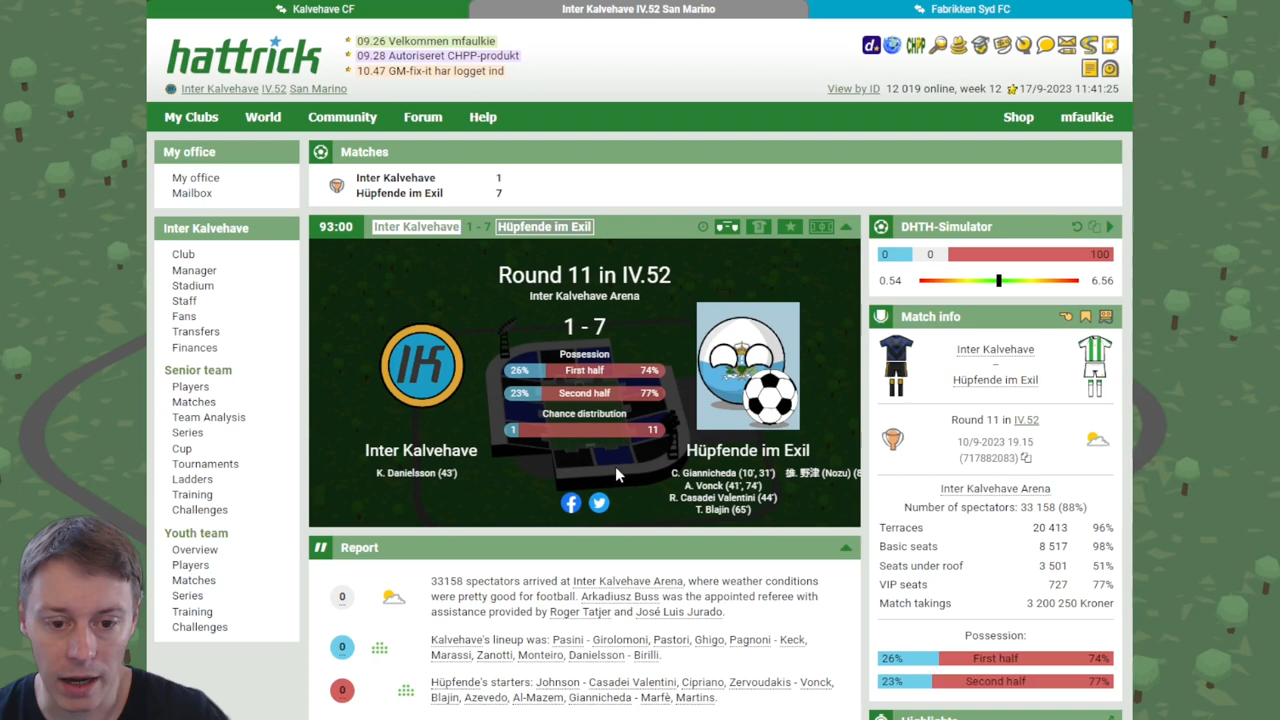 Kalvehave CF
Inter Kalvehave IV.52 San Marino
Fabrikken Syd FC
hattrick
09.26 Velkommen mfaulkie
09.28 Autoriseret CHPP-produkt
10.47 GM-fix-it har logget ind
CHPP
Inter Kalvehave IV.52 San Marino
View by ID 12 019 online, week 12 17/9-2023 11:41:25
My Clubs World Community Forum Help Shop mfaulkie
My office
My office
Mailbox
Inter Kalvehave
Club
Manager
Stadium
Staff
Fans
Transfers
Finances
Senior team
Players
Matches
Team Analysis
Series
Cup
Tournaments
Ladders
Training
Challenges
Youth team
Overview
Players
Matches
Series
Training
Challenges
Matches
Inter Kalvehave 1
Hüpfende im Exil 7
93:00 Inter Kalvehave 1 - 7 Hüpfende im Exil
Round 11 in IV.52
Inter Kalvehave Arena
1 - 7
Possession
26% First half 74%
23% Second half 77%
Chance distribution
1 11
IK
Inter Kalvehave
K. Danielsson (43')
Hüpfende im Exil
C. Giannicheda (10', 31') 雄. 野津 (Nozu) (8
A. Vonck (41', 74')
R. Casadei Valentini (44')
T. Blajin (65')
Report
0
33158 spectators arrived at Inter Kalvehave Arena, where weather conditions
were pretty good for football. Arkadiusz Buss was the appointed referee with
assistance provided by Roger Tatjer and José Luis Jurado.
0
Kalvehave's lineup was: Pasini - Girolomoni, Pastori, Ghigo, Pagnoni - Keck,
Marassi, Zanotti, Monteiro, Danielsson - Birilli.
0
Hüpfende's starters: Johnson - Casadei Valentini, Cipriano, Zervoudakis - Vonck,
Blajin, Azevedo, Al-Mazem, Giannicheda - Marfè, Martins.
DHTH-Simulator
0 0 100
0.54 6.56
Match info
Inter Kalvehave
–
Hüpfende im Exil
Round 11 in IV.52
10/9-2023 19.15
(717882083)
Inter Kalvehave Arena
Number of spectators: 33 158 (88%)
Terraces 20 413 96%
Basic seats 8 517 98%
Seats under roof 3 501 51%
VIP seats 727 77%
Match takings 3 200 250 Kroner
Possession:
26% First half 74%
23% Second half 77%